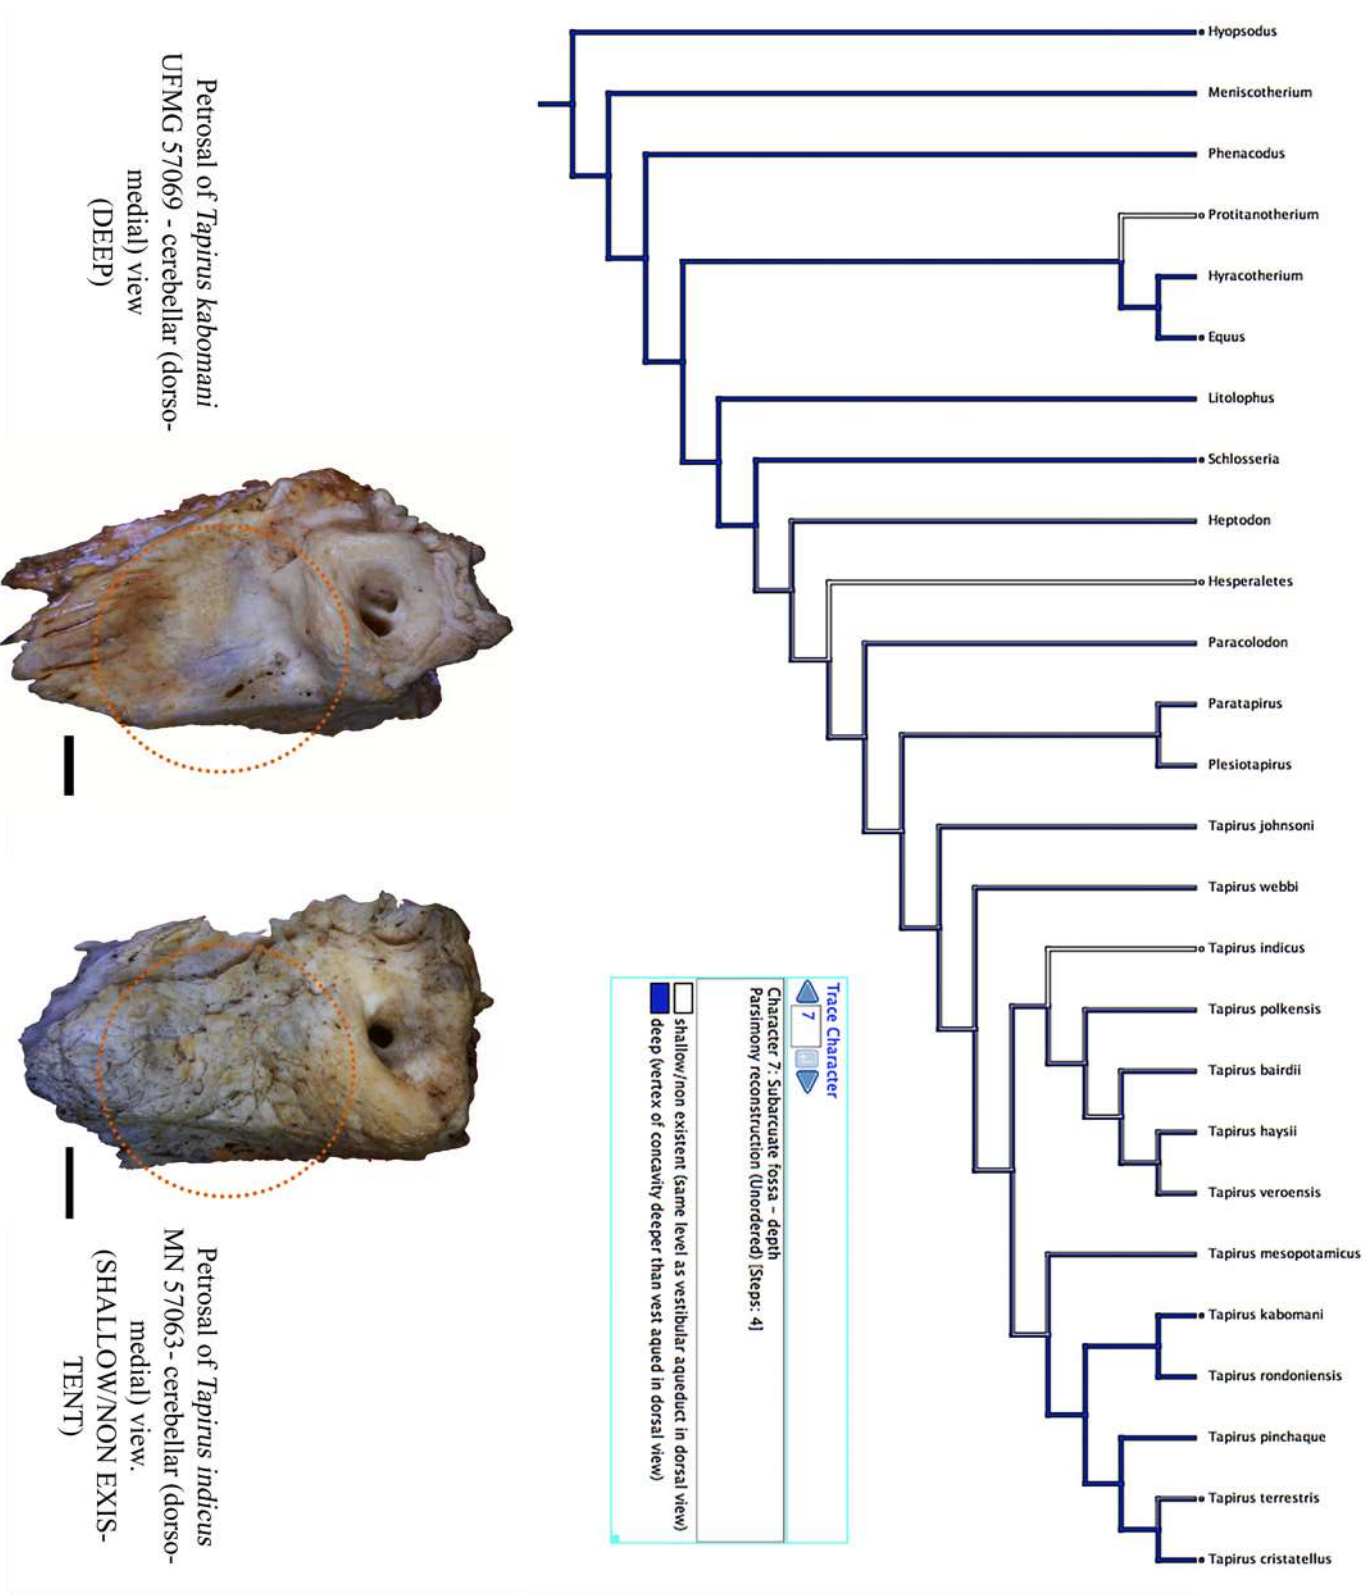 Hyopsodus
Meniscotherium
Phenacodus
Protitanotherium
Hyracotherium
Equus
Litolophus
Schlosseria
Heptodon
Hesperaletes
Paracolodon
Paratapirus
Plesiotapirus
Tapirus johnsoni
Tapirus webbi
Tapirus indicus
Tapirus polkensis
Tapirus bairdii
Tapirus haysii
Tapirus veroensis
Tapirus mesopotamicus
Tapirus kabomani
Tapirus rondoniensis
Tapirus pinchaque
Tapirus terrestris
Tapirus cristatellus
Trace Character
7
Character 7: Subarcuate fossa – depth
Parsimony reconstruction (Unordered) [Steps: 4]
shallow/non existent (same level as vestibular aqueduct in dorsal view)
deep (vertex of concavity deeper than vest aqued in dorsal view)
Petrosal of Tapirus kabomani
UFMG 57069 - cerebellar (dorso-
medial) view
(DEEP)
Petrosal of Tapirus indicus
MN 57063- cerebellar (dorso-
medial) view.
(SHALLOW/NON EXIS-
TENT)